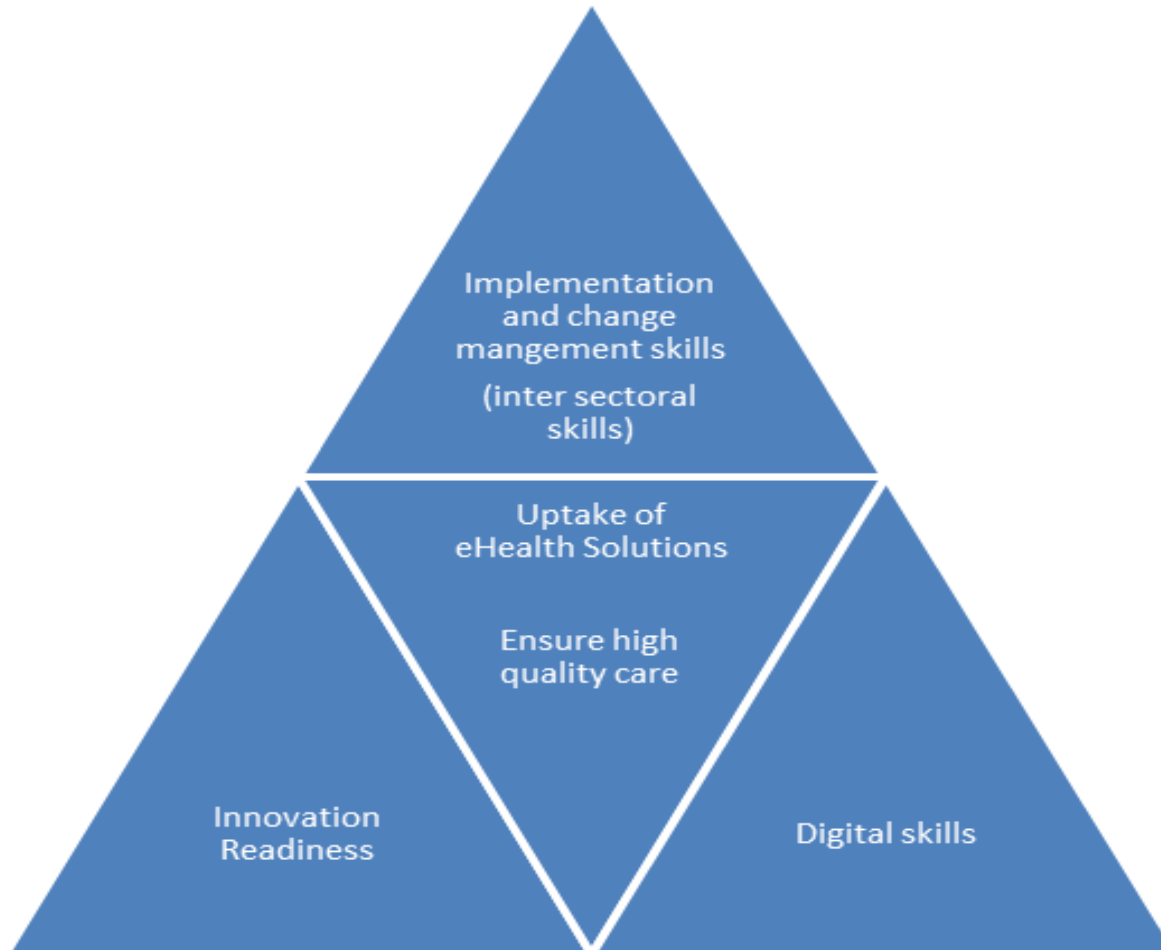 Implementation
and change
mangement skills
(inter sectoral
skills)
Uptake of
eHealth Solutions
Ensure high
quality care
Innovation
Readiness
Digital skills